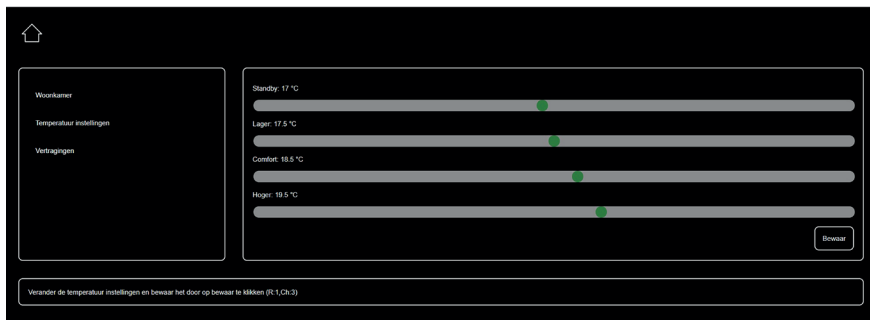 Woonkamer
Temperatuur instellingen
Vertragingen
Standby: 17 °C
Lager: 17.5 °C
Comfort: 18.5 °C
Hoger: 19.5 °C
Bewaar
Verander de temperatuur instellingen en bewaar het door op bewaar te klikken (R:1,Ch:3)